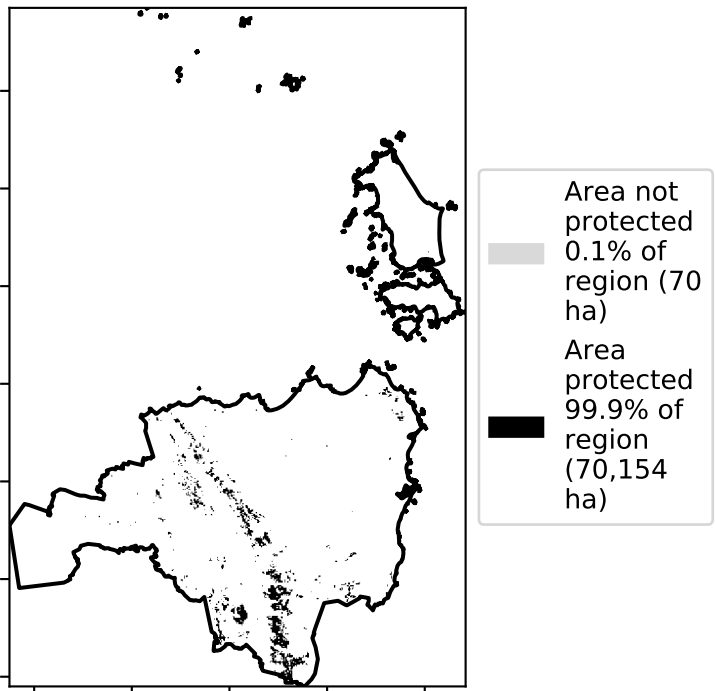 Area not
protected
0.1% of
region (70
ha)
Area
protected
99.9% of
region
(70,154
ha)